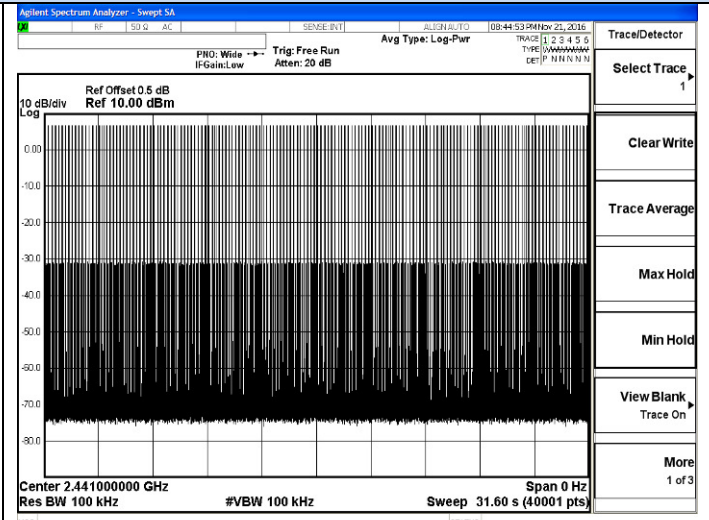 Agilent Spectrum Analyzer - Swept SA
RF 50 Ω AC SENSE:INT ALIGN AUTO 08:44:53 PM Nov 21, 2016
PNO: Wide Trig: Free Run Avg Type: Log-Pwr TRACE 1 2 3 4 5 6
IFGain:Low Atten: 20 dB TYPE
DET P N N N N N
Ref Offset 0.5 dB
10 dB/div Ref 10.00 dBm
Log
0.00
-10.0
-20.0
-30.0
-40.0
-50.0
-60.0
-70.0
-80.0
Center 2.441000000 GHz Span 0 Hz
Res BW 100 kHz #VBW 100 kHz Sweep 31.60 s (40001 pts)
Trace/Detector
Select Trace
1
Clear Write
Trace Average
Max Hold
Min Hold
View Blank
Trace On
More
1 of 3